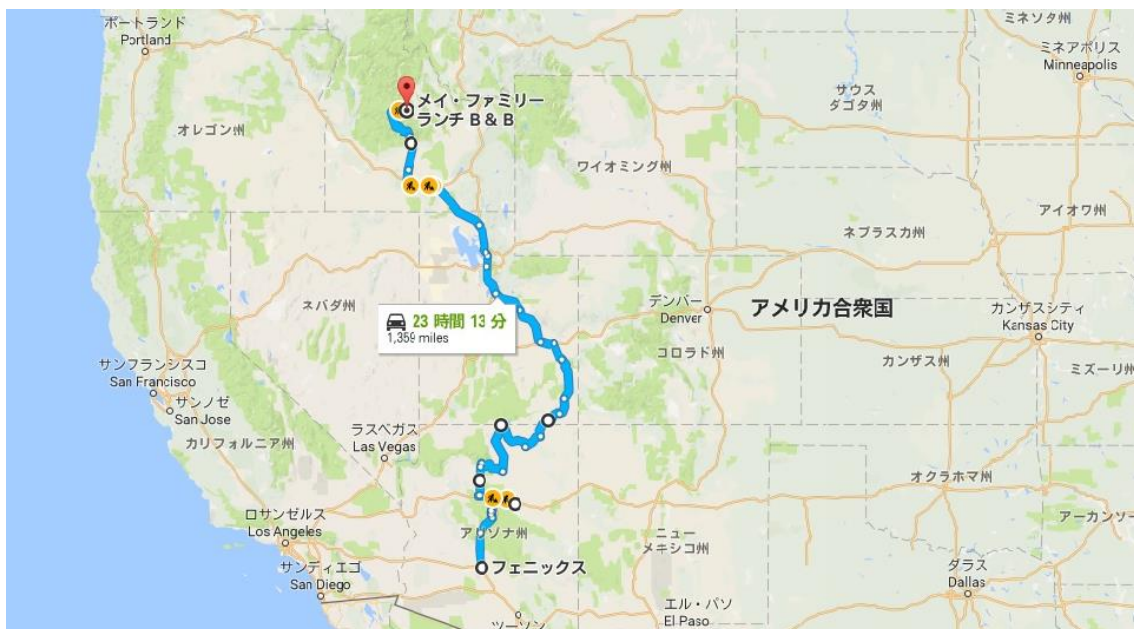 ポートランド
Portland
ミネソタ州
ミネアポリス
Minneapolis
メイ・ファミリー
ランチ B & B
サウス
ダゴタ州
オレゴン州
ワイオミング州
アイオワ州
ネブラスカ州
ネバダ州
23 時間 13 分
1,359 miles
デンバー
Denver
アメリカ合衆国
カンザスシティ
Kansas City
コロラド州
カンザス州
ミズーリ州
サンフランシスコ
San Francisco
サンノゼ
San Jose
カリフォルニア州
ラスベガス
Las Vegas
オクラホマ州
アーカンソー
ロサンゼルス
Los Angeles
アリゾナ州
ニュー
メキシコ州
サンディエゴ
San Diego
フェニックス
ダラス
Dallas
エル・パソ
El Paso
ツーソン